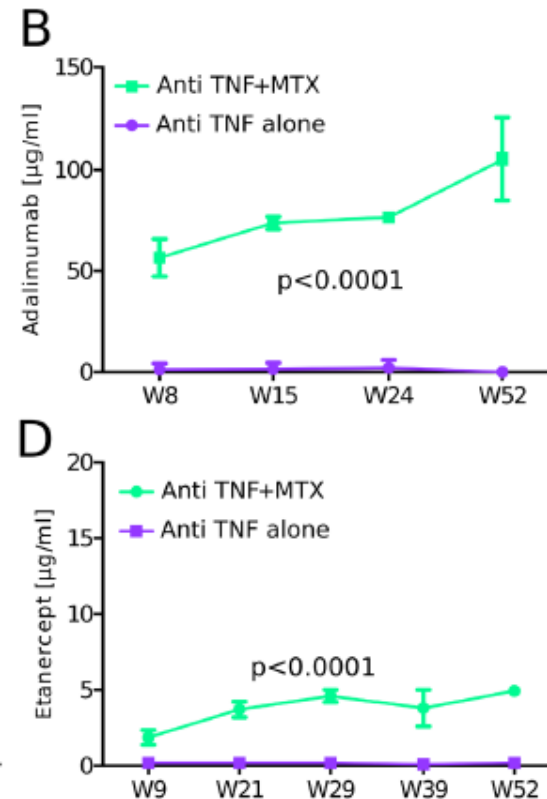 B
150
100
50
0
Adalimumab [µg/ml]
Anti TNF+MTX
Anti TNF alone
p<0.0001
W8 W15 W24 W52
D
20
15
10
5
0
Etanercept [µg/ml]
Anti TNF+MTX
Anti TNF alone
p<0.0001
W9 W21 W29 W39 W52